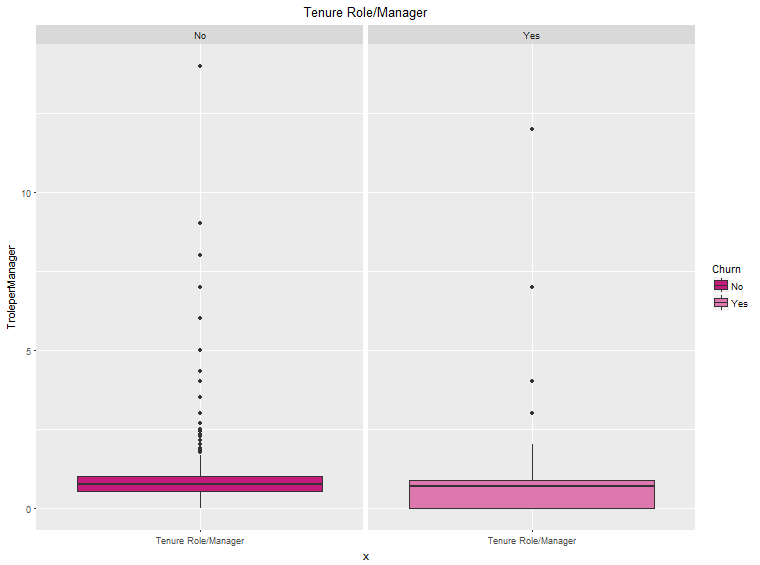 Tenure Role/Manager
No
Yes
TroleperManager
10
5
0
Tenure Role/Manager
Tenure Role/Manager
x
Churn
No
Yes